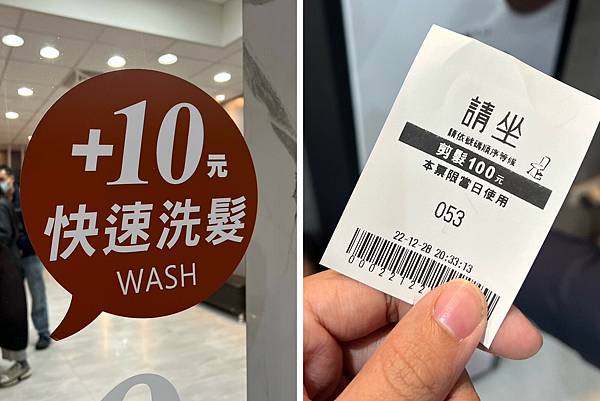 +10元
快速洗髮
WASH
請坐
請依號碼順序等候
剪髮100元
本票限當日使用
053
22-12-28 20:33:13